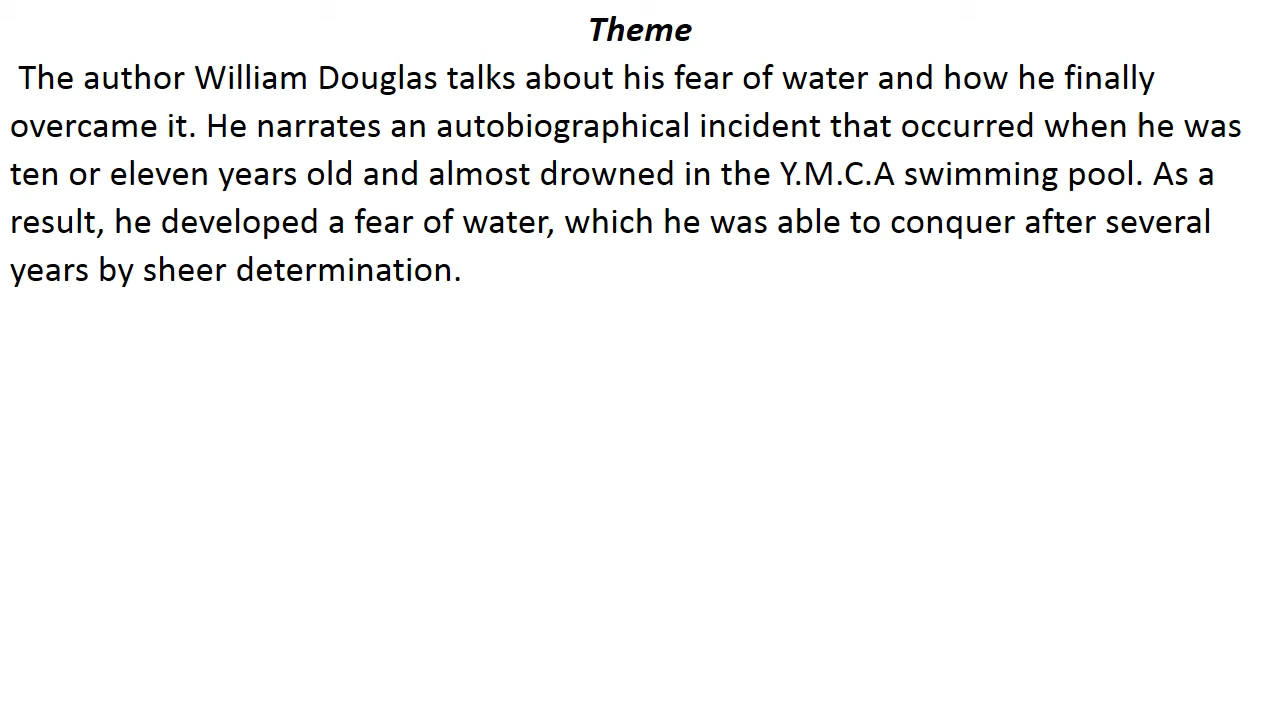 Theme
The author William Douglas talks about his fear of water and how he finally
overcame it. He narrates an autobiographical incident that occurred when he was
ten or eleven years old and almost drowned in the Y.M.C.A swimming pool. As a
result, he developed a fear of water, which he was able to conquer after several
years by sheer determination.